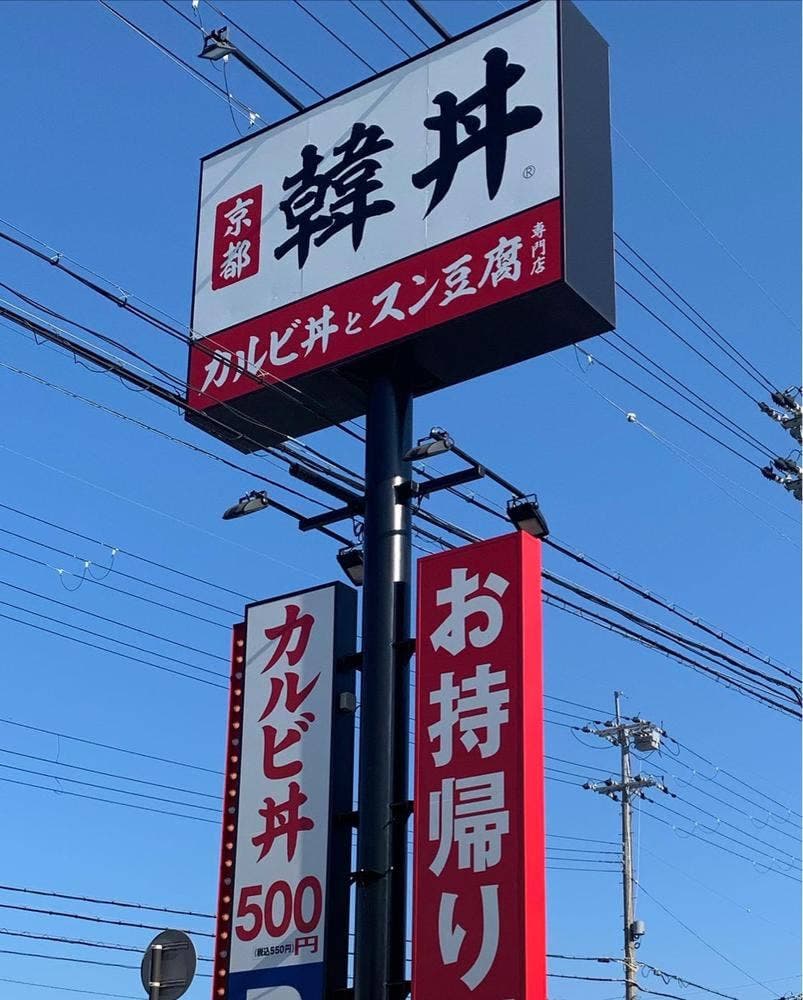 京都
韓丼®
カルビ丼とスン豆腐専門店
カルビ丼
500円
(税込550円)
お持帰り